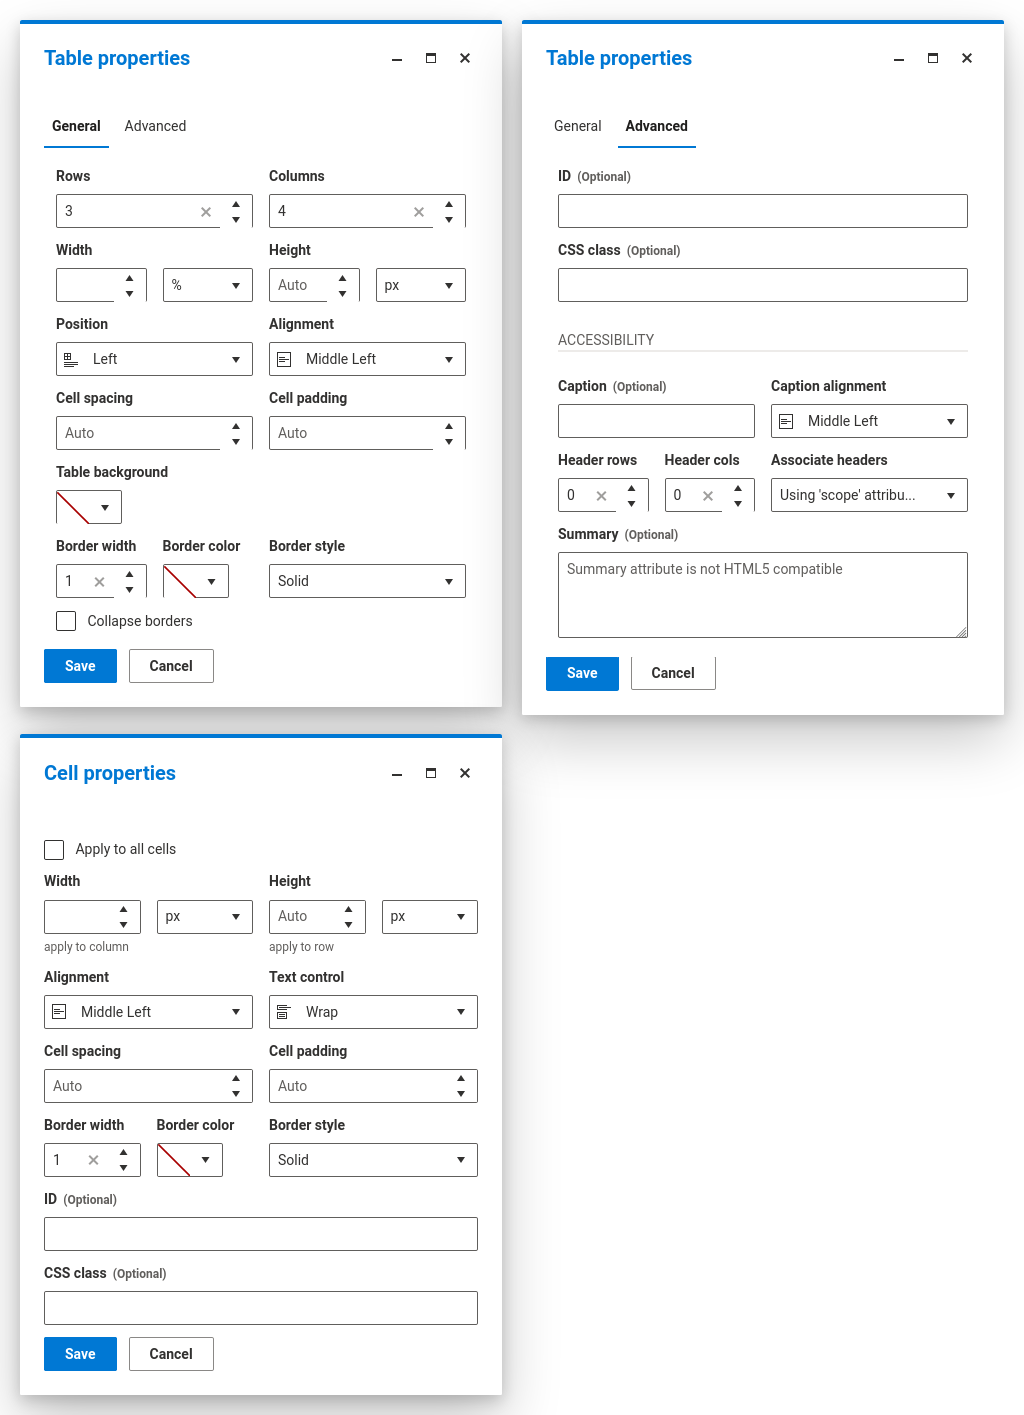 Table properties
General Advanced
Rows Columns
3 4
Width Height
% Auto px
Position Alignment
Left Middle Left
Cell spacing Cell padding
Auto Auto
Table background
Border width Border color Border style
1 Solid
Collapse borders
Save Cancel
Table properties
General Advanced
ID (Optional)
CSS class (Optional)
ACCESSIBILITY
Caption (Optional) Caption alignment
Middle Left
Header rows Header cols Associate headers
0 0 Using 'scope' attribu...
Summary (Optional)
Summary attribute is not HTML5 compatible
Save Cancel
Cell properties
Apply to all cells
Width Height
px Auto px
apply to column apply to row
Alignment Text control
Middle Left Wrap
Cell spacing Cell padding
Auto Auto
Border width Border color Border style
1 Solid
ID (Optional)
CSS class (Optional)
Save Cancel